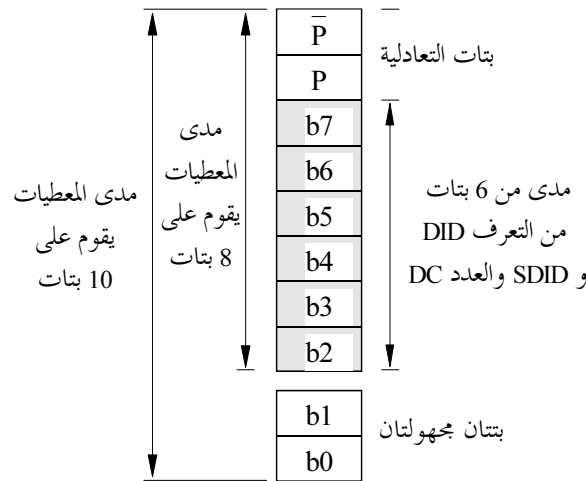 P̅
P
b7
b6
b5
b4
b3
b2
b1
b0
بتات التعادلية
مدى من 6 بتات
من التعرف DID
و SDID والعدد DC
بتتان مجهولتان
مدى
المعطيات
يقوم على
8 بتات
مدى المعطيات
يقوم على
10 بتات